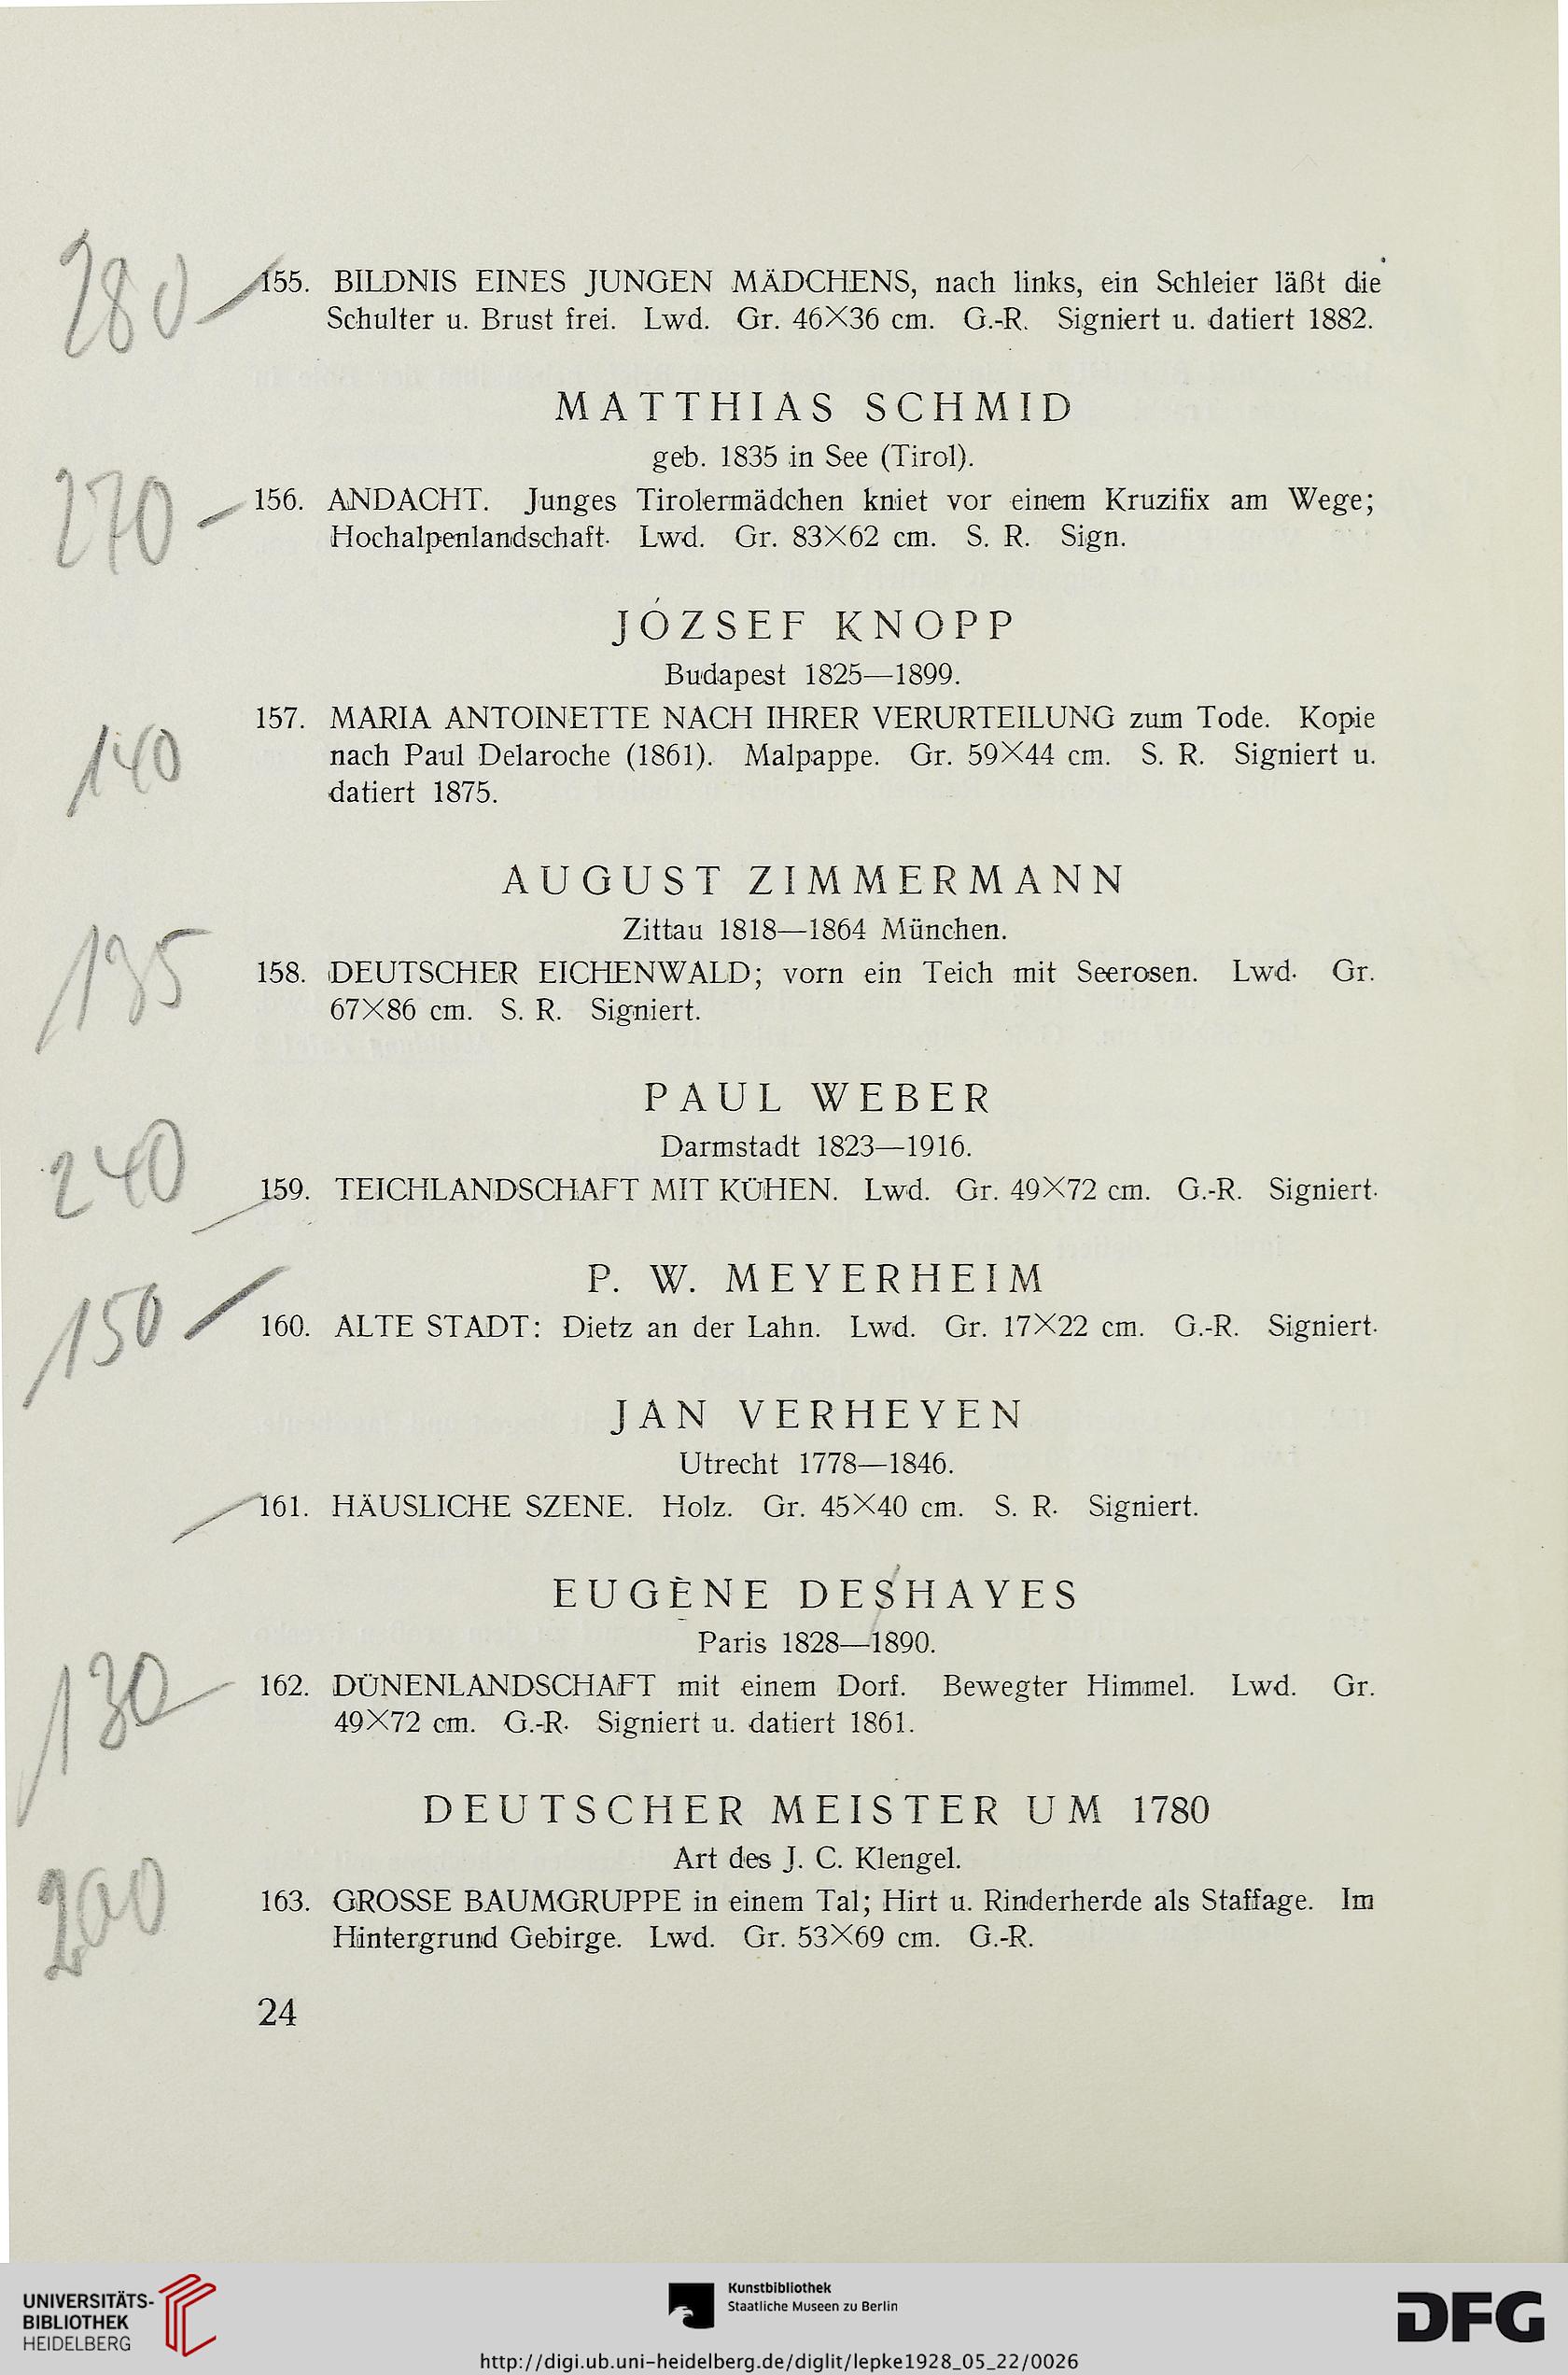 280
155. BILDNIS EINES JUNGEN MÄDCHENS, nach links, ein Schleier läßt die
Schulter u. Brust frei. Lwd. Gr. 46×36 cm. G.-R. Signiert u. datiert 1882.
MATTHIAS SCHMID
geb. 1835 in See (Tirol).
270
156. ANDACHT. Junges Tirolermädchen kniet vor einem Kruzifix am Wege;
Hochalpenlandschaft. Lwd. Gr. 83×62 cm. S. R. Sign.
JÓZSEF KNOPP
Budapest 1825—1899.
140
157. MARIA ANTOINETTE NACH IHRER VERURTEILUNG zum Tode. Kopie
nach Paul Delaroche (1861). Malpappe. Gr. 59×44 cm. S. R. Signiert u.
datiert 1875.
AUGUST ZIMMERMANN
Zittau 1818—1864 München.
195
158. DEUTSCHER EICHENWALD; vorn ein Teich mit Seerosen. Lwd. Gr.
67×86 cm. S. R. Signiert.
PAUL WEBER
Darmstadt 1823—1916.
240
159. TEICHLANDSCHAFT MIT KÜHEN. Lwd. Gr. 49×72 cm. G.-R. Signiert.
P. W. MEYERHEIM
150
160. ALTE STADT: Dietz an der Lahn. Lwd. Gr. 17×22 cm. G.-R. Signiert.
JAN VERHEYEN
Utrecht 1778—1846.
161. HÄUSLICHE SZENE. Holz. Gr. 45×40 cm. S. R. Signiert.
EUGÈNE DESHAYES
Paris 1828—1890.
130
162. DÜNENLANDSCHAFT mit einem Dorf. Bewegter Himmel. Lwd. Gr.
49×72 cm. G.-R. Signiert u. datiert 1861.
DEUTSCHER MEISTER UM 1780
Art des J. C. Klengel.
200
163. GROSSE BAUMGRUPPE in einem Tal; Hirt u. Rinderherde als Staffage. Im
Hintergrund Gebirge. Lwd. Gr. 53×69 cm. G.-R.
24
UNIVERSITÄTS-
BIBLIOTHEK
HEIDELBERG
Kunstbibliothek
Staatliche Museen zu Berlin
DFG
http://digi.ub.uni-heidelberg.de/diglit/lepke1928_05_22/0026